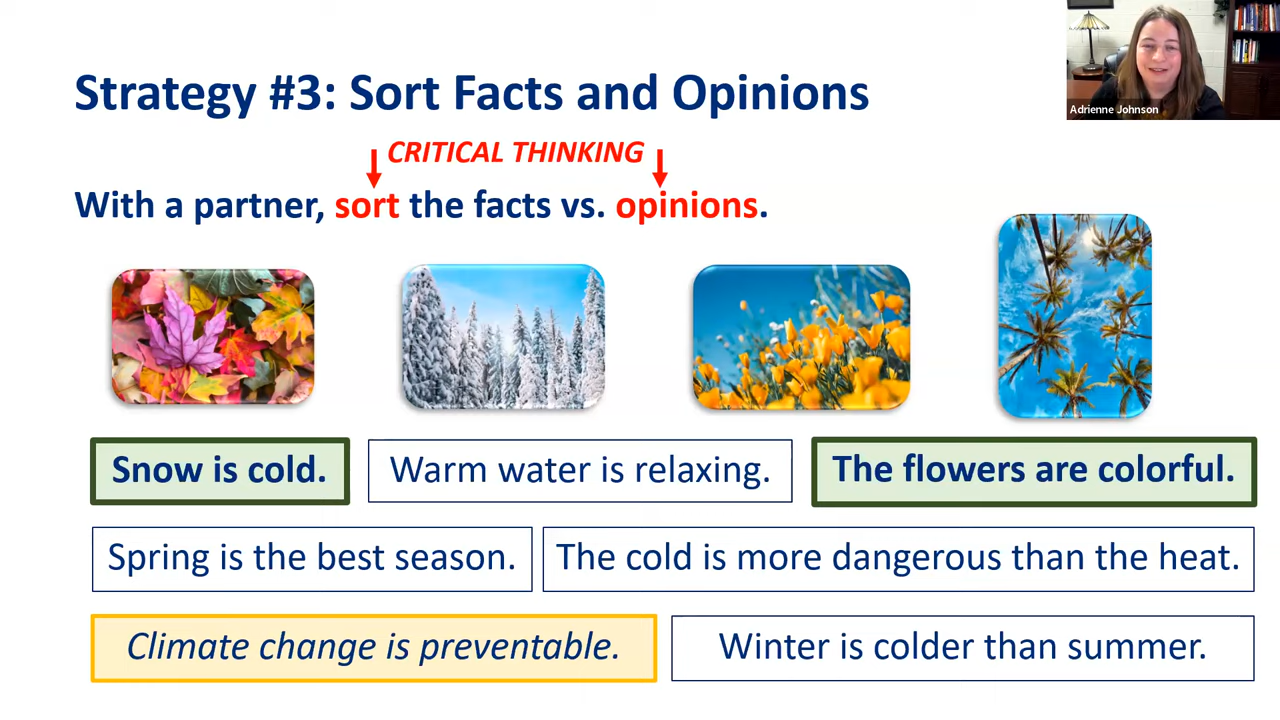 Adrienne Johnson
Strategy #3: Sort Facts and Opinions
CRITICAL THINKING
With a partner, sort the facts vs. opinions.
Snow is cold.
Warm water is relaxing.
The flowers are colorful.
Spring is the best season.
The cold is more dangerous than the heat.
Climate change is preventable.
Winter is colder than summer.